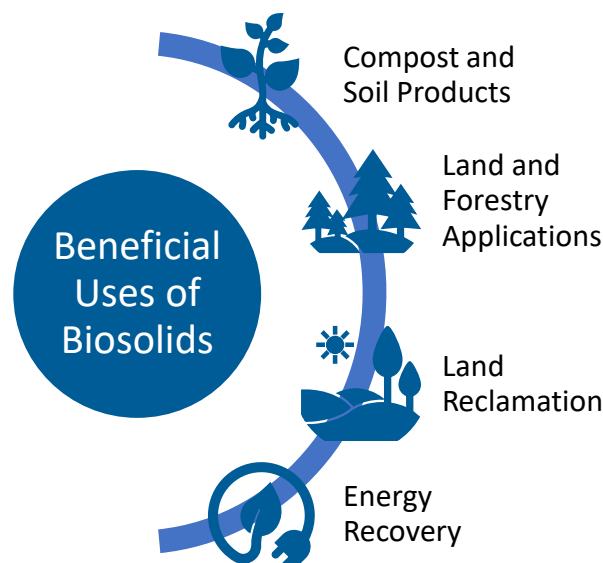 Beneficial
Uses of
Biosolids
Compost and
Soil Products
Land and
Forestry
Applications
Land
Reclamation
Energy
Recovery